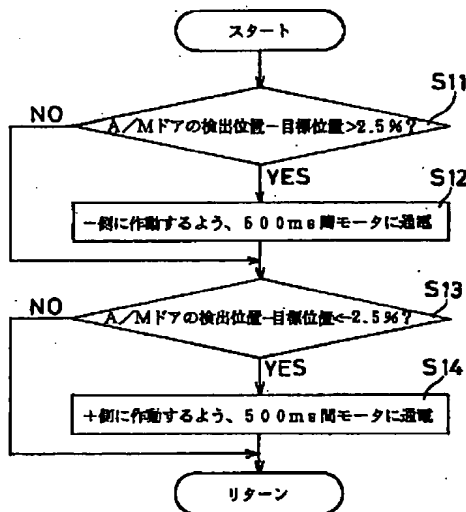 スタート
S11
NO
A/Mドアの検出位置-目標位置>2.5%?
YES
S12
-側に作動するよう、500ms間モータに通電
S13
NO
A/Mドアの検出位置-目標位置<-2.5%?
YES
S14
+側に作動するよう、500ms間モータに通電
リターン